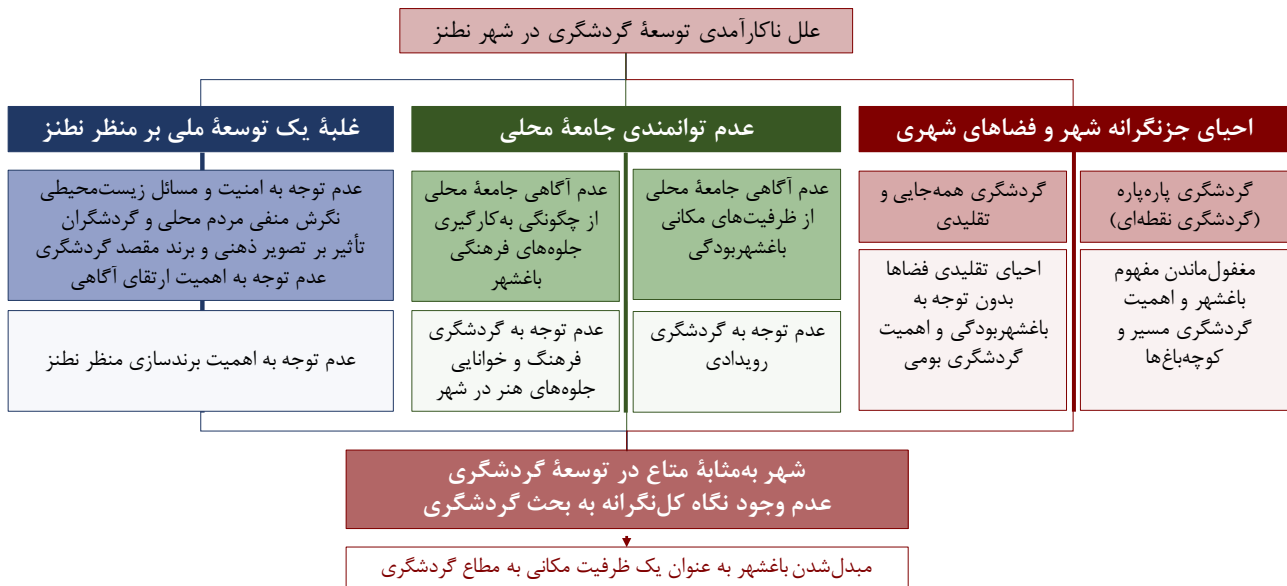 علل ناکارآمدی توسعهٔ گردشگری در شهر نطنز
احیای جزنگرانه شهر و فضاهای شهری
گردشگری پاره‌پاره
(گردشگری نقطه‌ای)
مغفول‌ماندن مفهوم
باغشهر و اهمیت
گردشگری مسیر و
کوچه‌باغ‌ها
گردشگری همه‌جایی و
تقلیدی
احیای تقلیدی فضاها
بدون توجه به
باغشهربودگی و اهمیت
گردشگری بومی
عدم توانمندی جامعهٔ محلی
عدم آگاهی جامعهٔ محلی
از ظرفیت‌های مکانی
باغشهربودگی
عدم توجه به گردشگری
رویدادی
عدم آگاهی جامعهٔ محلی
از چگونگی به‌کارگیری
جلوه‌های فرهنگی
باغشهر
عدم توجه به گردشگری
فرهنگ و خوانایی
جلوه‌های هنر در شهر
غلبهٔ یک توسعهٔ ملی بر منظر نطنز
عدم توجه به امنیت و مسائل زیست‌محیطی
نگرش منفی مردم محلی و گردشگران
تأثیر بر تصویر ذهنی و برند مقصد گردشگری
عدم توجه به اهمیت ارتقای آگاهی
عدم توجه به اهمیت برندسازی منظر نطنز
شهر به‌مثابهٔ متاع در توسعهٔ گردشگری
عدم وجود نگاه کل‌نگرانه به بحث گردشگری
مبدل‌شدن باغشهر به عنوان یک ظرفیت مکانی به مطاع گردشگری